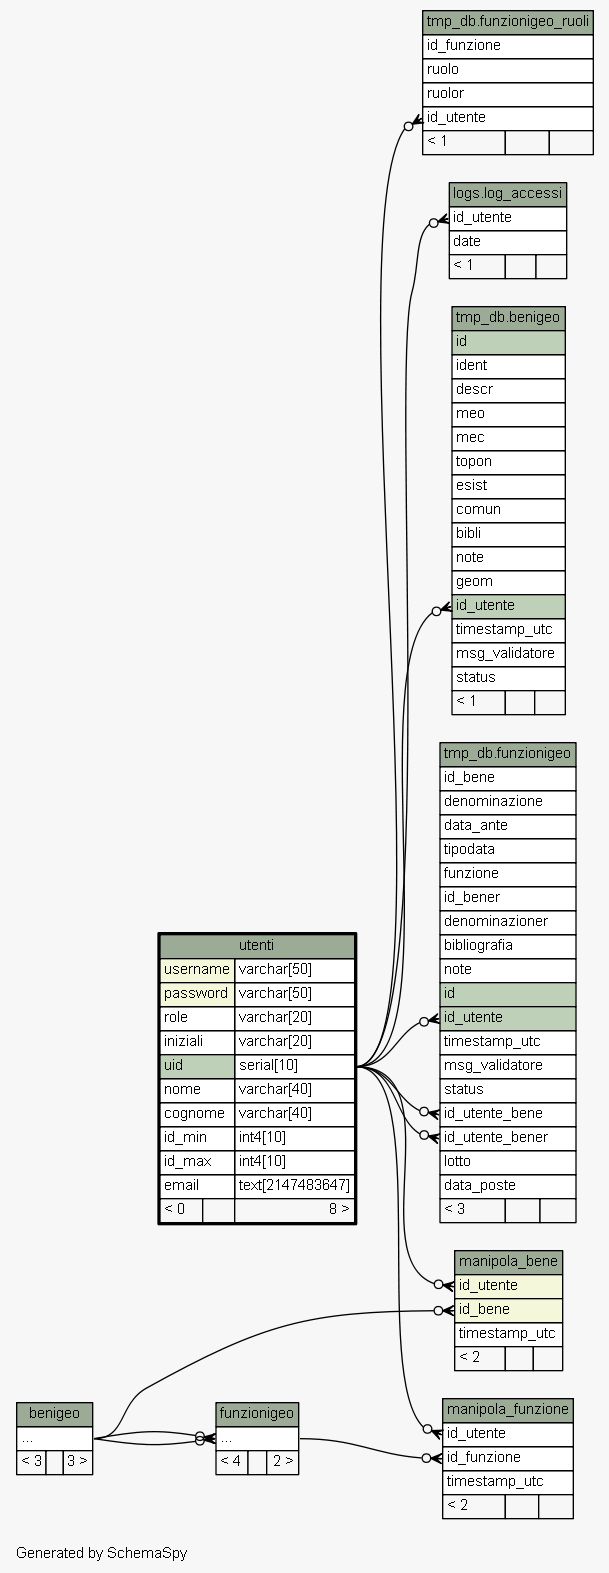 tmp_db.funzionigeo_ruoli
id_funzione
ruolo
ruolor
id_utente
< 1
logs.log_accessi
id_utente
date
< 1
tmp_db.benigeo
id
ident
descr
meo
mec
topon
esist
comun
bibli
note
geom
id_utente
timestamp_utc
msg_validatore
status
< 1
tmp_db.funzionigeo
id_bene
denominazione
data_ante
tipodata
funzione
id_bener
denominazioner
bibliografia
note
id
id_utente
timestamp_utc
msg_validatore
status
id_utente_bene
id_utente_bener
lotto
data_poste
< 3
utenti
username varchar[50]
password varchar[50]
role varchar[20]
iniziali varchar[20]
uid serial[10]
nome varchar[40]
cognome varchar[40]
id_min int4[10]
id_max int4[10]
email text[2147483647]
< 0 8 >
manipola_bene
id_utente
id_bene
timestamp_utc
< 2
benigeo
...
< 3 3 >
funzionigeo
...
< 4 2 >
manipola_funzione
id_utente
id_funzione
timestamp_utc
< 2
Generated by SchemaSpy